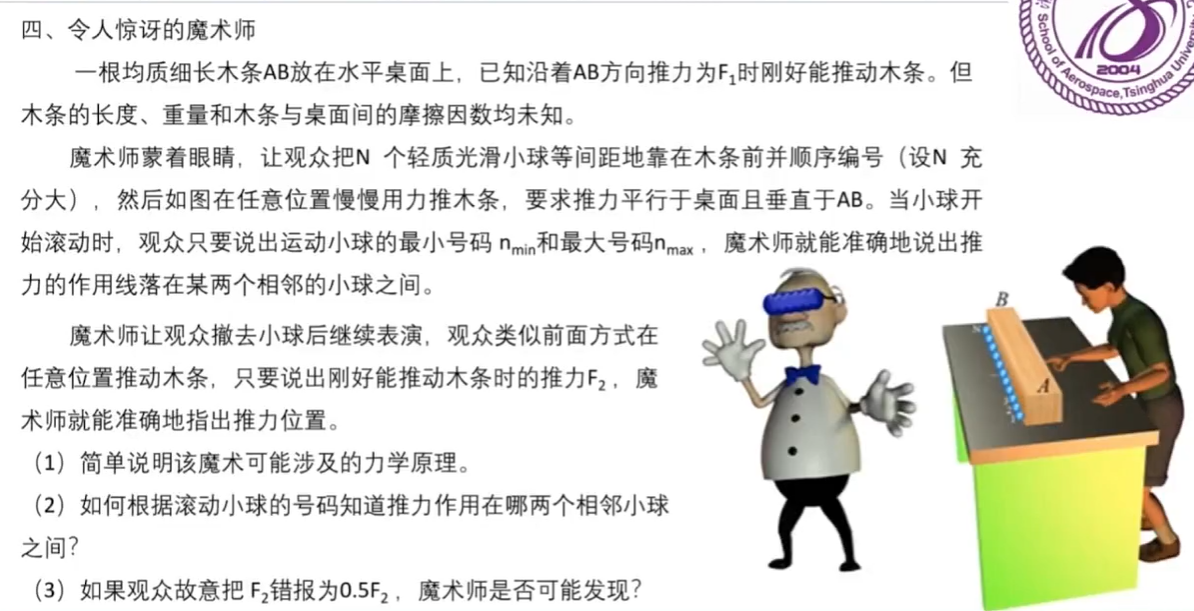 四、令人惊讶的魔术师
一根均质细长木条AB放在水平桌面上，已知沿着AB方向推力为F₁时刚好能推动木条。但
木条的长度、重量和木条与桌面间的摩擦因数均未知。
魔术师蒙着眼睛，让观众把N 个轻质光滑小球等间距地靠在木条前并顺序编号（设N 充
分大），然后如图在任意位置慢慢用力推木条，要求推力平行于桌面且垂直于AB。当小球开
始滚动时，观众只要说出运动小球的最小号码 nmin和最大号码nmax ，魔术师就能准确地说出推
力的作用线落在某两个相邻的小球之间。
魔术师让观众撤去小球后继续表演，观众类似前面方式在
任意位置推动木条，只要说出刚好能推动木条时的推力F₂ ，魔
术师就能准确地指出推力位置。
（1）简单说明该魔术可能涉及的力学原理。
（2）如何根据滚动小球的号码知道推力作用在哪两个相邻小球
之间？
（3）如果观众故意把 F₂错报为0.5F₂ ，魔术师是否可能发现？
2004
School of Aerospace,Tsinghua
B
N
A